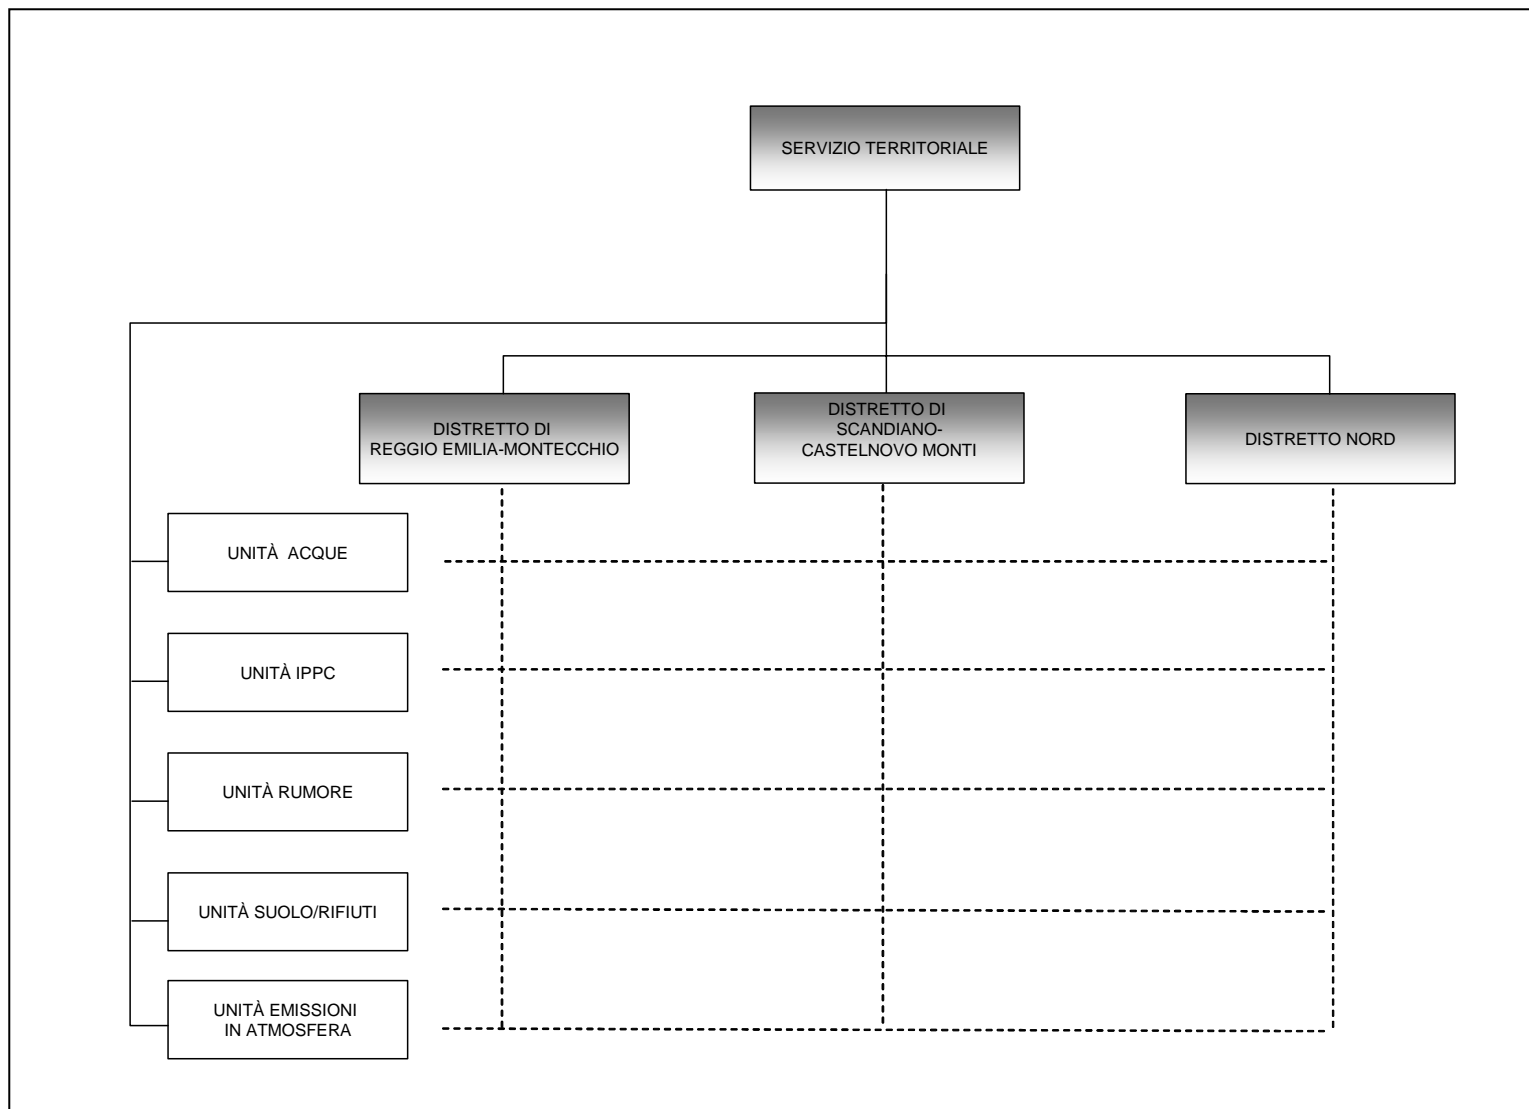 SERVIZIO TERRITORIALE
DISTRETTO DI
REGGIO EMILIA-MONTECCHIO
DISTRETTO DI
SCANDIANO-
CASTELNOVO MONTI
DISTRETTO NORD
UNITÀ ACQUE
UNITÀ IPPC
UNITÀ RUMORE
UNITÀ SUOLO/RIFIUTI
UNITÀ EMISSIONI
IN ATMOSFERA